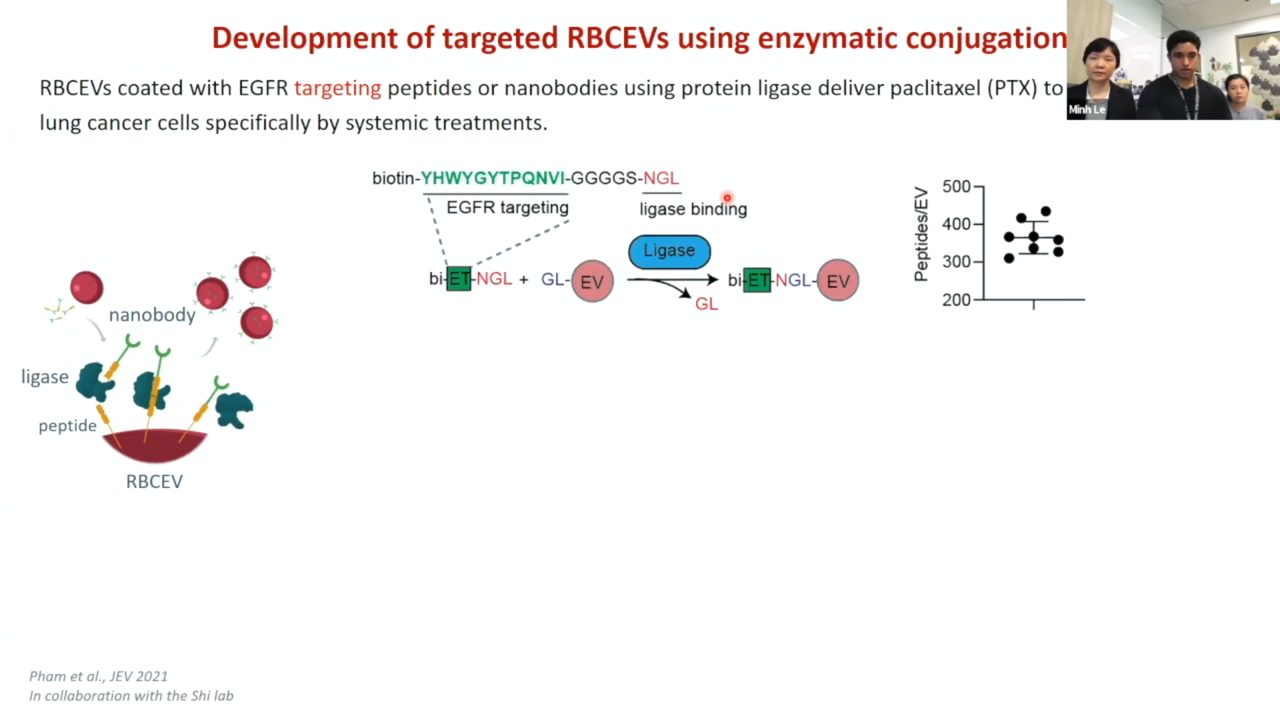 Development of targeted RBCEVs using enzymatic conjugation
RBCEVs coated with EGFR targeting peptides or nanobodies using protein ligase deliver paclitaxel (PTX) to
lung cancer cells specifically by systemic treatments.
Minh Le
biotin-YHWYGYTPQNVI-GGGGS-NGL
EGFR targeting
ligase binding
Ligase
bi-ET-NGL + GL-EV
bi-ET-NGL-EV
GL
Peptides/EV
500
400
300
200
nanobody
ligase
peptide
RBCEV
Pham et al., JEV 2021
In collaboration with the Shi lab